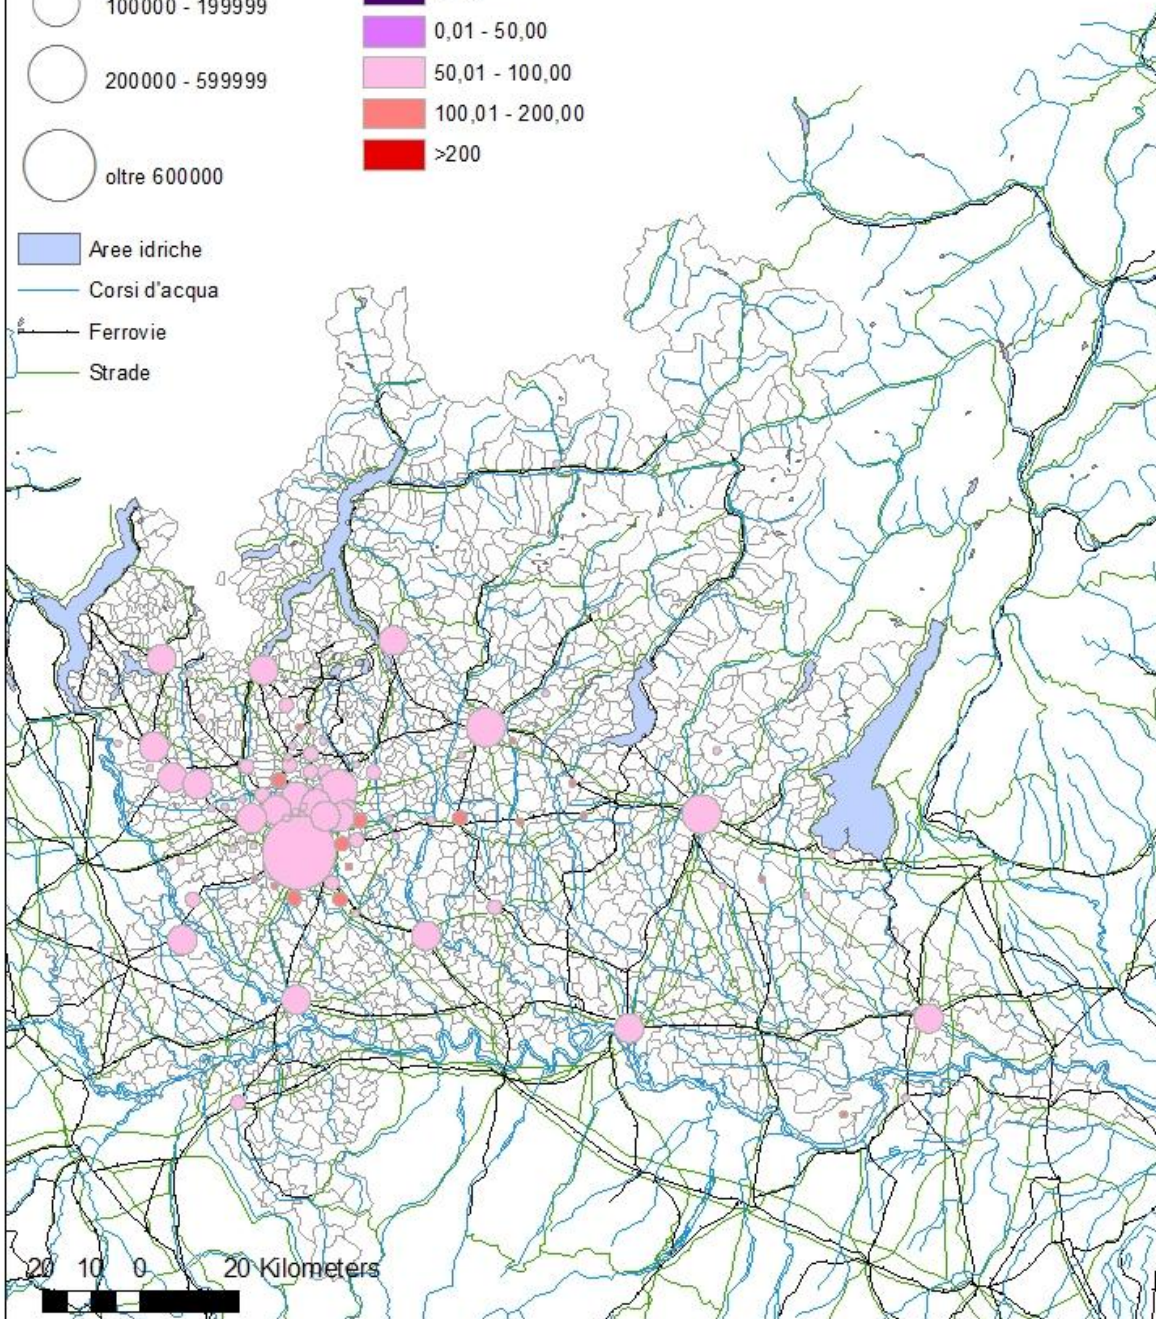 100000 - 199999
200000 - 599999
oltre 600000
0,01 - 50,00
50,01 - 100,00
100,01 - 200,00
>200
Aree idriche
Corsi d'acqua
Ferrovie
Strade
20 10 0 20 Kilometers